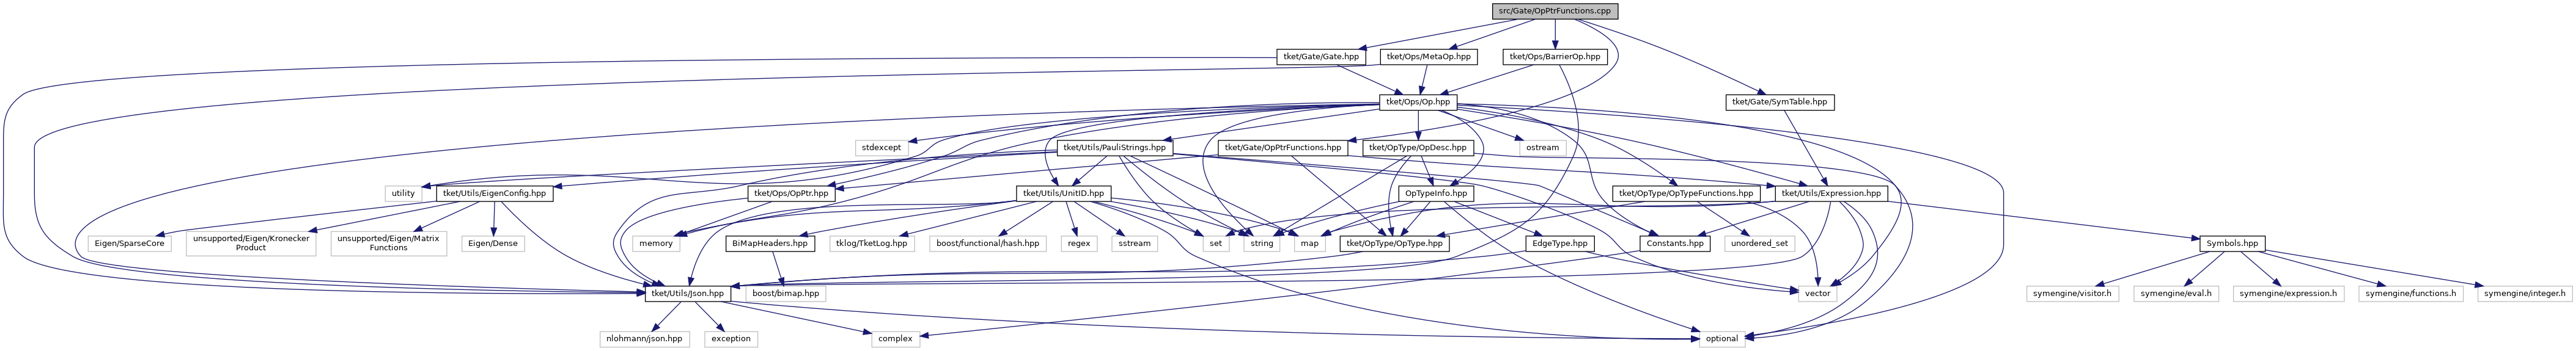 src/Gate/OpPtrFunctions.cpp
tket/Gate/Gate.hpp
tket/Ops/MetaOp.hpp
tket/Ops/BarrierOp.hpp
tket/Ops/Op.hpp
tket/Gate/SymTable.hpp
stdexcept
tket/Utils/PauliStrings.hpp
tket/Gate/OpPtrFunctions.hpp
tket/OpType/OpDesc.hpp
ostream
utility
tket/Utils/EigenConfig.hpp
tket/Ops/OpPtr.hpp
tket/Utils/UnitID.hpp
OpTypeInfo.hpp
tket/OpType/OpTypeFunctions.hpp
tket/Utils/Expression.hpp
Eigen/SparseCore
unsupported/Eigen/Kronecker
Product
unsupported/Eigen/Matrix
Functions
Eigen/Dense
memory
BiMapHeaders.hpp
tklog/TketLog.hpp
boost/functional/hash.hpp
regex
sstream
set
string
map
tket/OpType/OpType.hpp
EdgeType.hpp
Constants.hpp
unordered_set
Symbols.hpp
tket/Utils/Json.hpp
boost/bimap.hpp
vector
symengine/visitor.h
symengine/eval.h
symengine/expression.h
symengine/functions.h
symengine/integer.h
nlohmann/json.hpp
exception
complex
optional